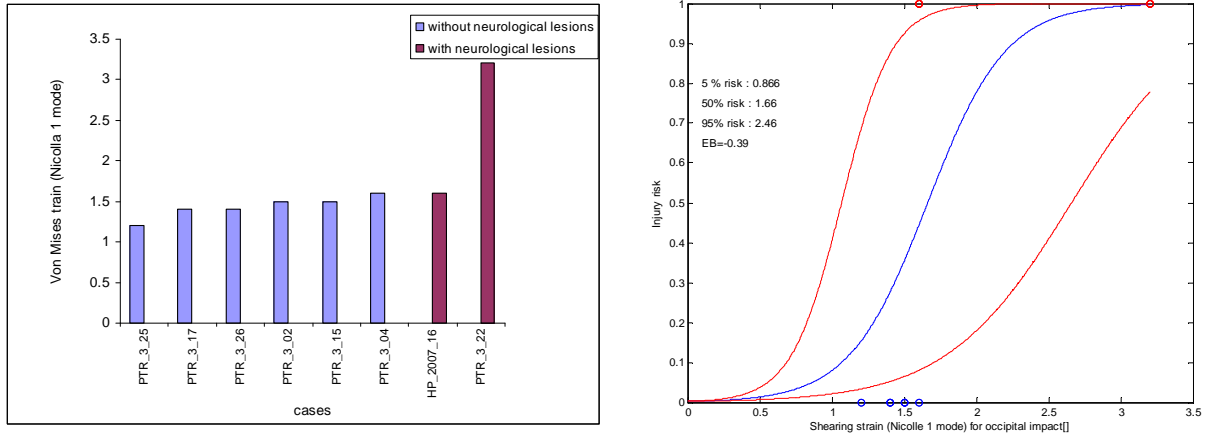 without neurological lesions
with neurological lesions
Von Mises train (Nicolla 1 mode)
3.5
3
2.5
2
1.5
1
0.5
0
PTR_3_25
PTR_3_17
PTR_3_26
PTR_3_02
PTR_3_15
PTR_3_04
HP_2007_16
PTR_3_22
cases
Injury risk
1
0.9
0.8
0.7
0.6
0.5
0.4
0.3
0.2
0.1
0
5 % risk : 0.866
50% risk : 1.66
95% risk : 2.46
EB=-0.39
0 0.5 1 1.5 2 2.5 3 3.5
Shearing strain (Nicolle 1 mode) for occipital impact[]